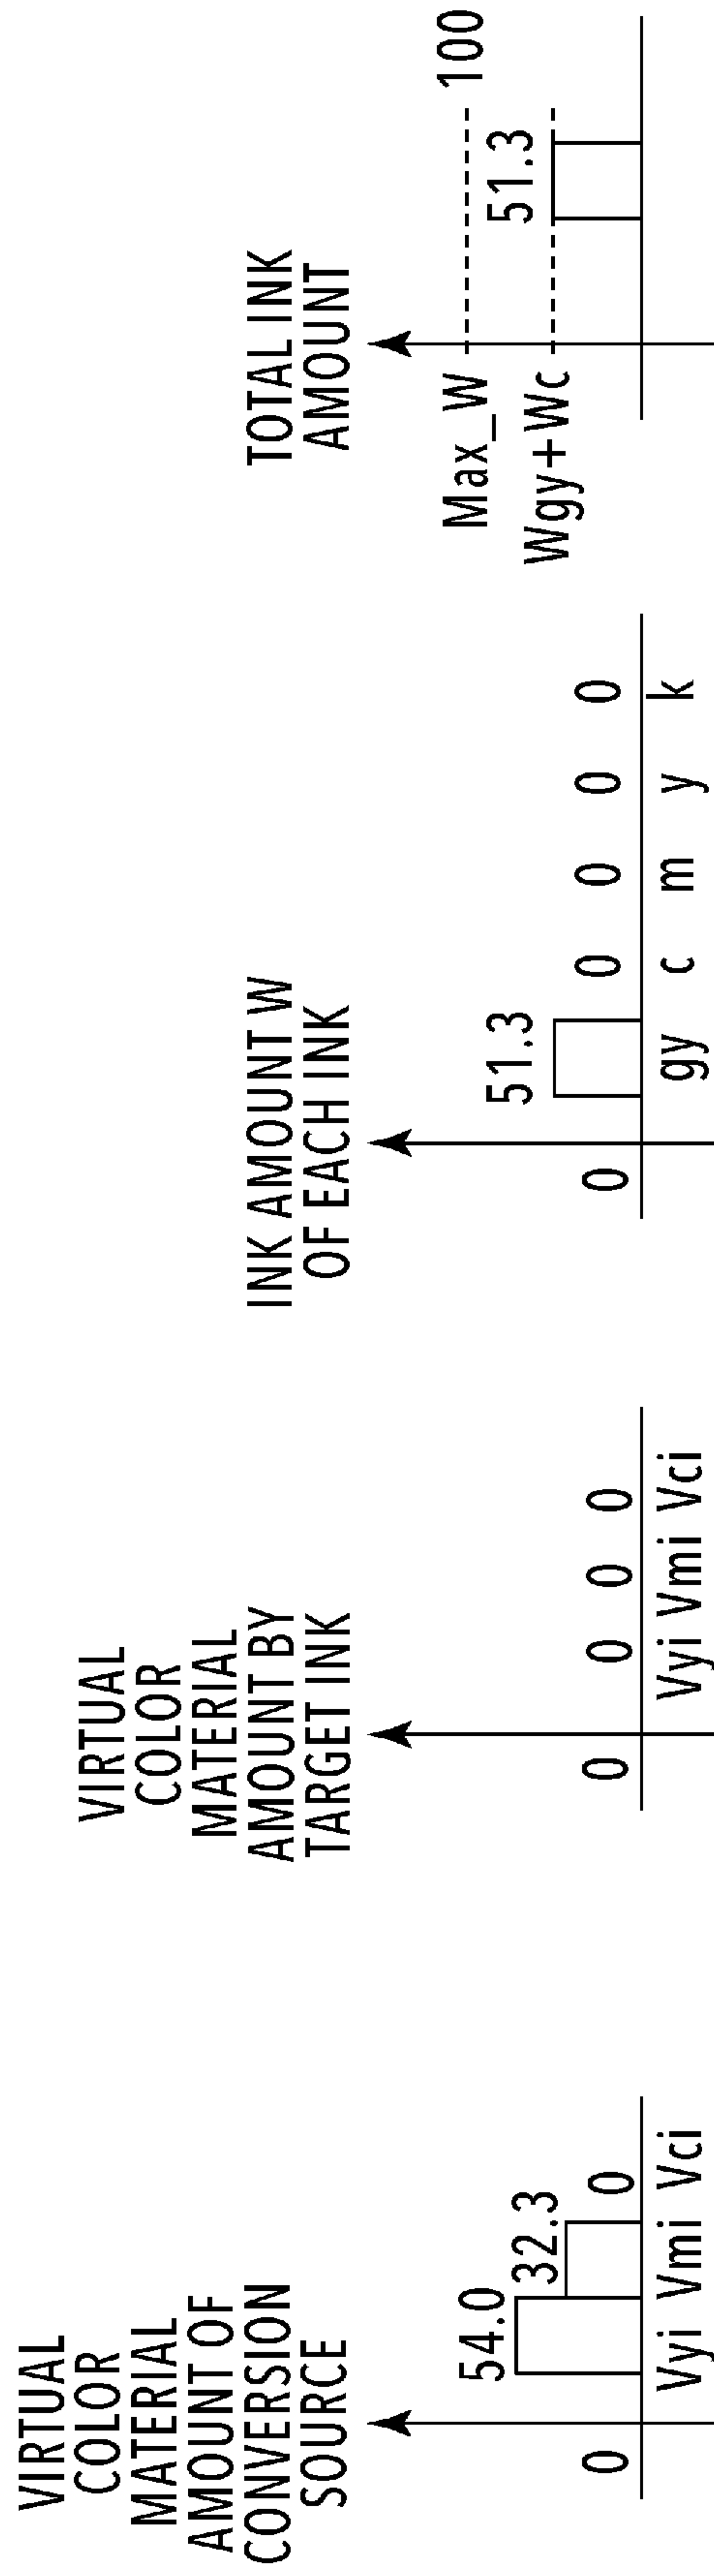 VIRTUAL
COLOR
MATERIAL
AMOUNT OF
CONVERSION
SOURCE
54.0
32.3
0
0
Vyi Vmi Vci
VIRTUAL
COLOR
MATERIAL
AMOUNT BY
TARGET INK
0
0 0 0
Vyi Vmi Vci
INK AMOUNT W
OF EACH INK
51.3
0
0 0 0 0
gy c m y k
TOTAL INK
AMOUNT
Max_W
100
Wgy+Wc
51.3